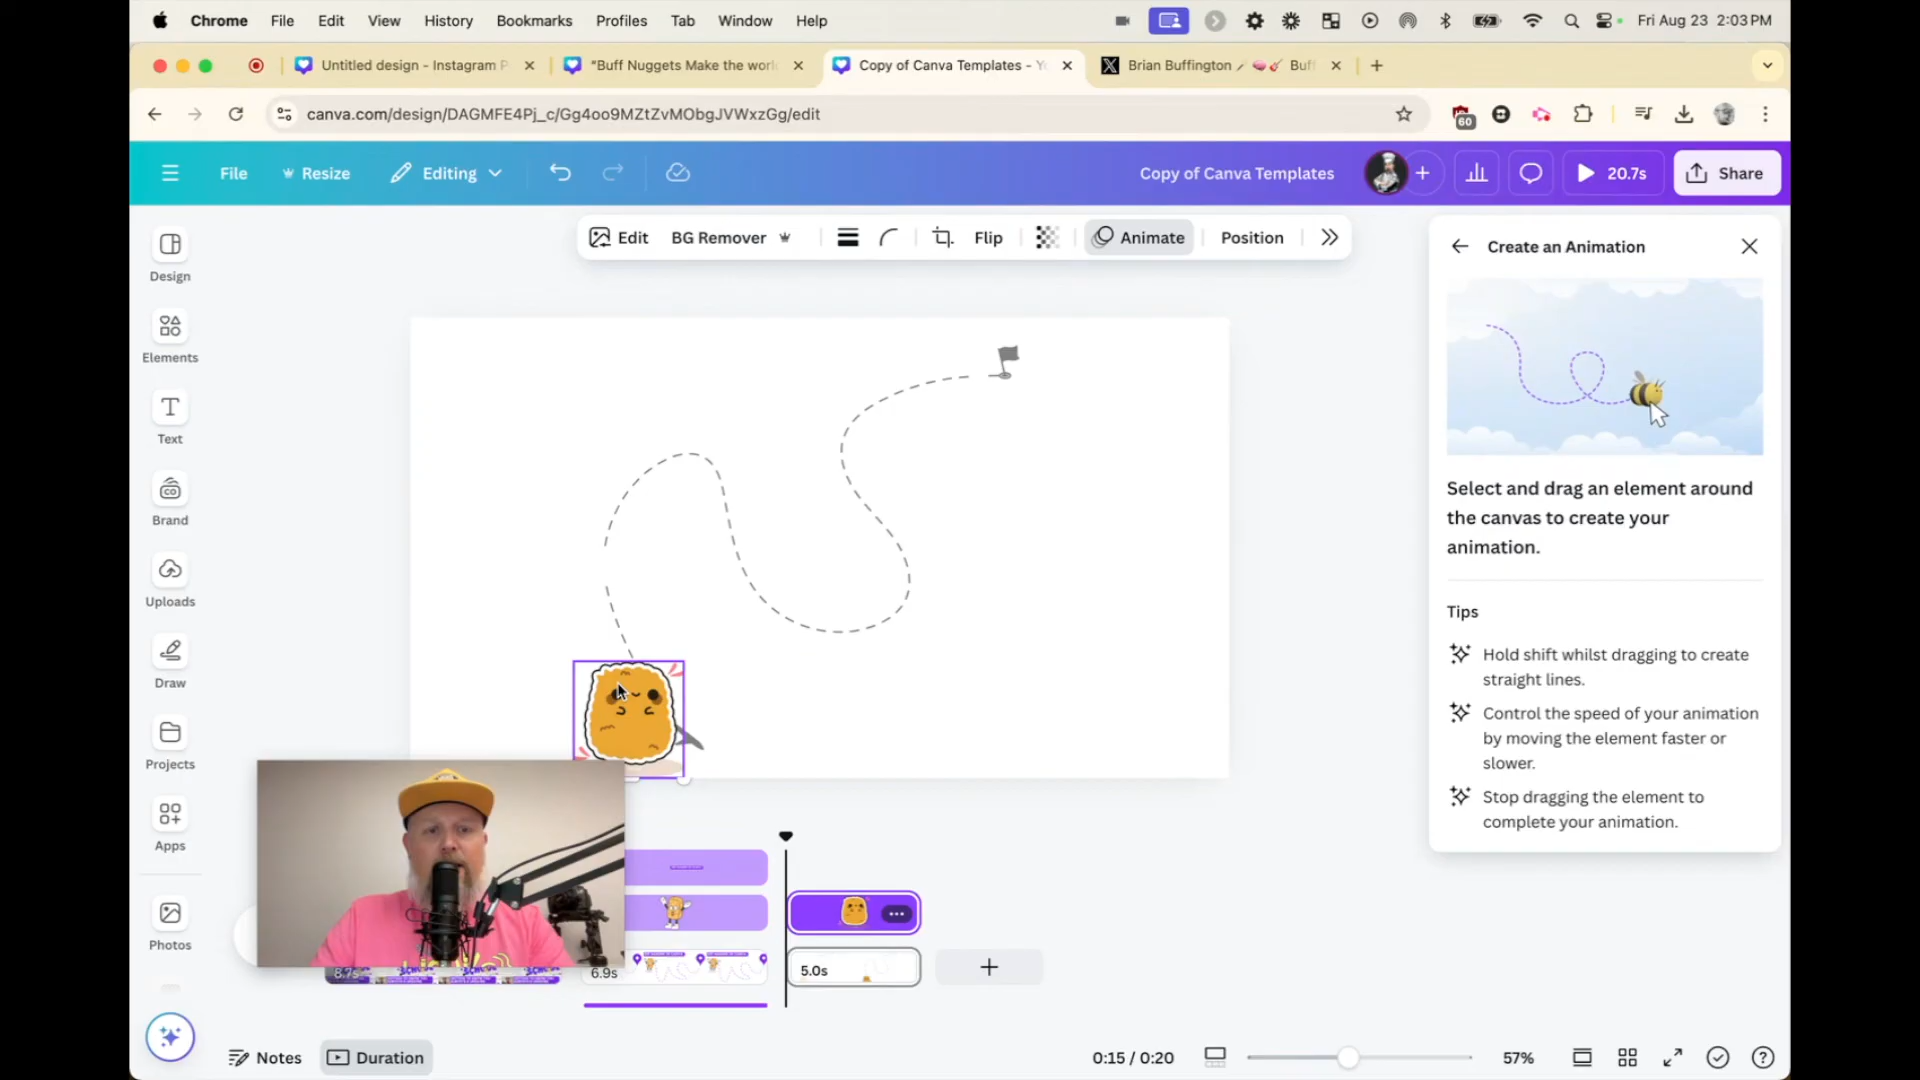 Chrome File Edit View History Bookmarks Profiles Tab Window Help
Fri Aug 23 2:03 PM
Untitled design - Instagram P
"Buff Nuggets Make the worl
Copy of Canva Templates - Yo
Brian Buffington
Buf
canva.com/design/DAGMFE4Pj_c/Gg4oo9MZtZvMObgJVWxzGg/edit
60
File Resize Editing
Copy of Canva Templates
20.7s
Share
Edit BG Remover Flip Animate Position
Design
Elements
Text
Brand
Uploads
Draw
Projects
Apps
Photos
Create an Animation
Select and drag an element around
the canvas to create your
animation.
Tips
Hold shift whilst dragging to create
straight lines.
Control the speed of your animation
by moving the element faster or
slower.
Stop dragging the element to
complete your animation.
8.7s
6.9s
5.0s
Notes Duration
0:15 / 0:20
57%